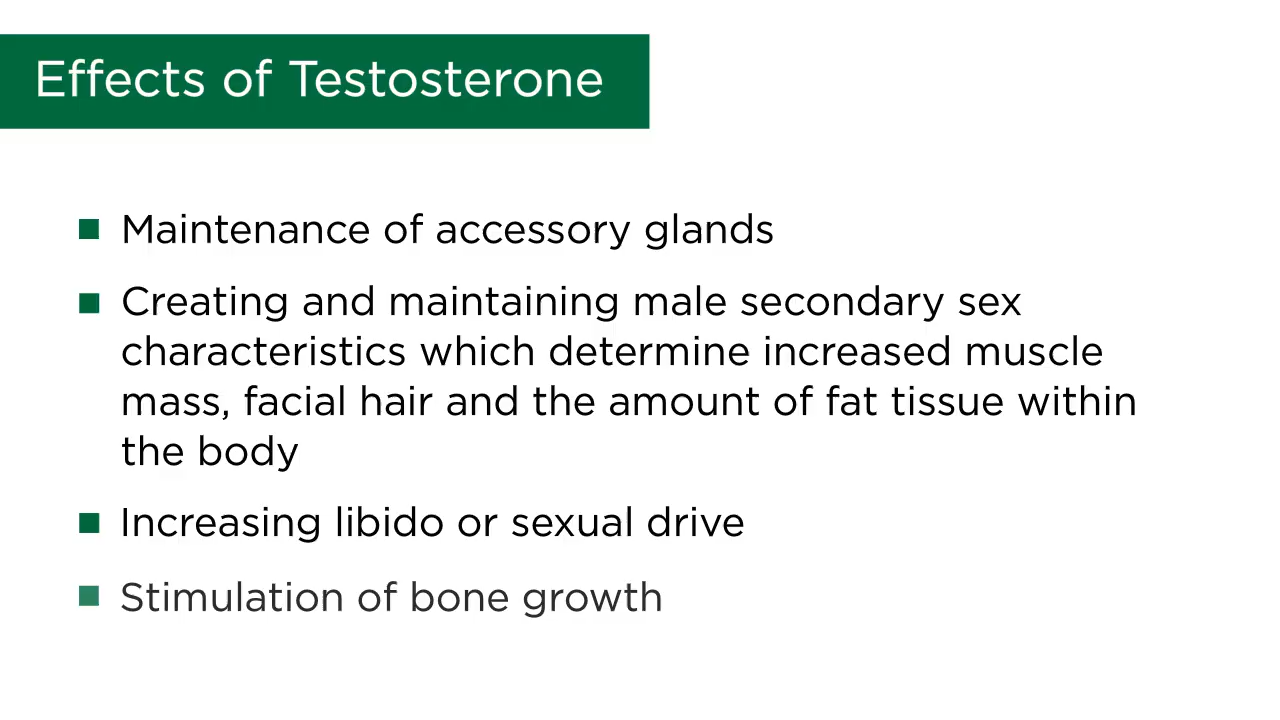 Effects of Testosterone
Maintenance of accessory glands
Creating and maintaining male secondary sex
characteristics which determine increased muscle
mass, facial hair and the amount of fat tissue within
the body
Increasing libido or sexual drive
Stimulation of bone growth